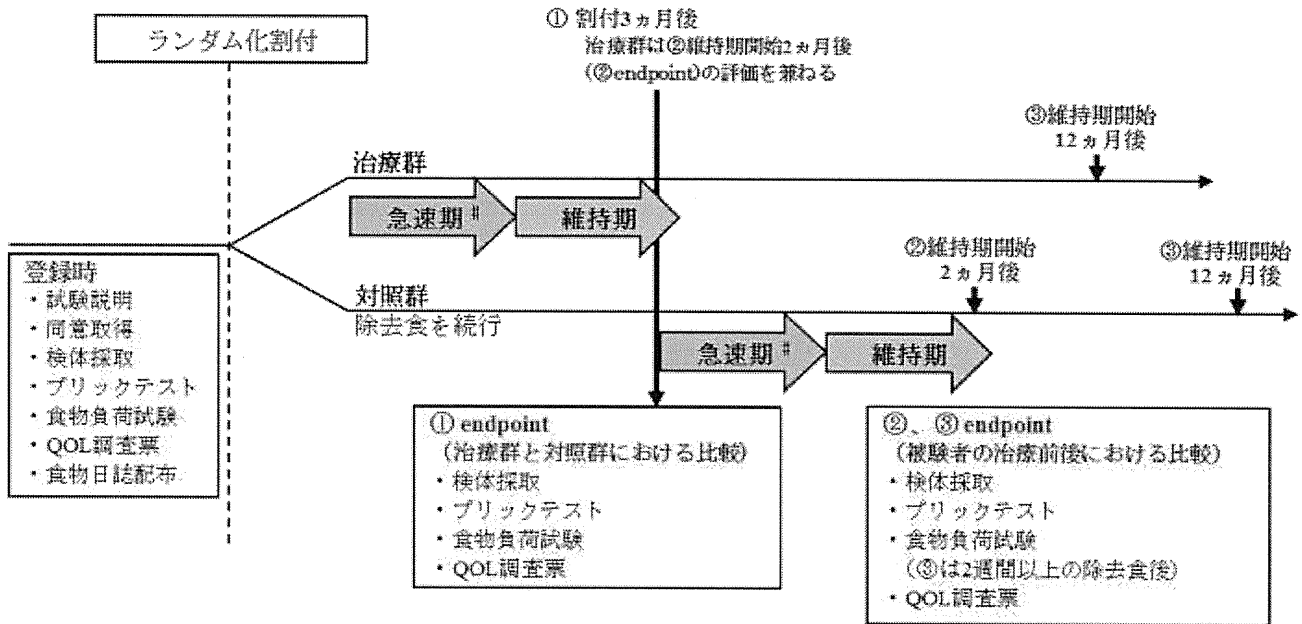 ランダム化割付
① 割付3ヵ月後
治療群は②維持期開始2ヵ月後
(②endpoint)の評価を兼ねる
③維持期開始
12ヵ月後
治療群
急速期#
維持期
登録時
・試験説明
・同意取得
・検体採取
・プリックテスト
・食物負荷試験
・QOL調査票
・食物日誌配布
対照群
除去食を続行
②維持期開始
2ヵ月後
③維持期開始
12ヵ月後
急速期#
維持期
① endpoint
(治療群と対照群における比較)
・検体採取
・プリックテスト
・食物負荷試験
・QOL調査票
②、③ endpoint
(被験者の治療前後における比較)
・検体採取
・プリックテスト
・食物負荷試験
(③は2週間以上の除去食後)
・QOL調査票